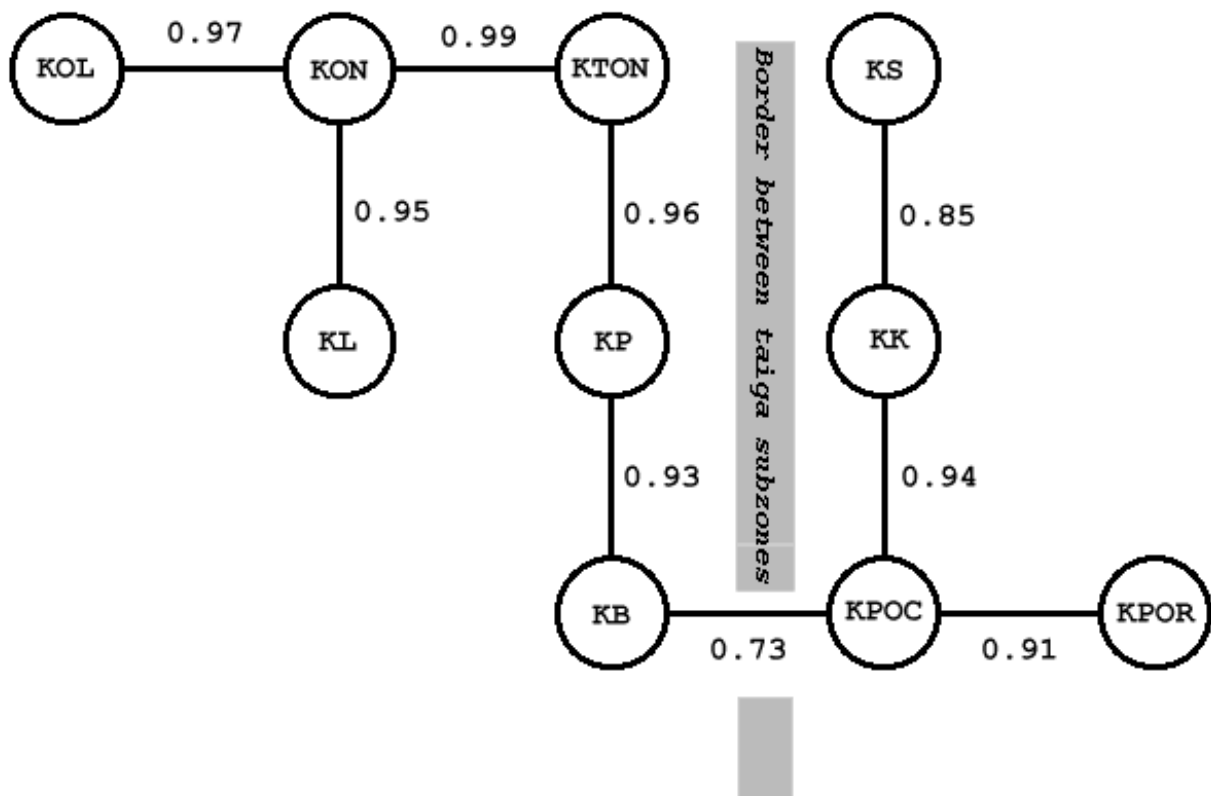 0.97
0.99
KOL
KON
KTON
KS
Border between taiga subzones
0.95
0.96
0.85
KL
KP
KK
0.93
0.94
KB
KPOC
KPOR
0.73
0.91